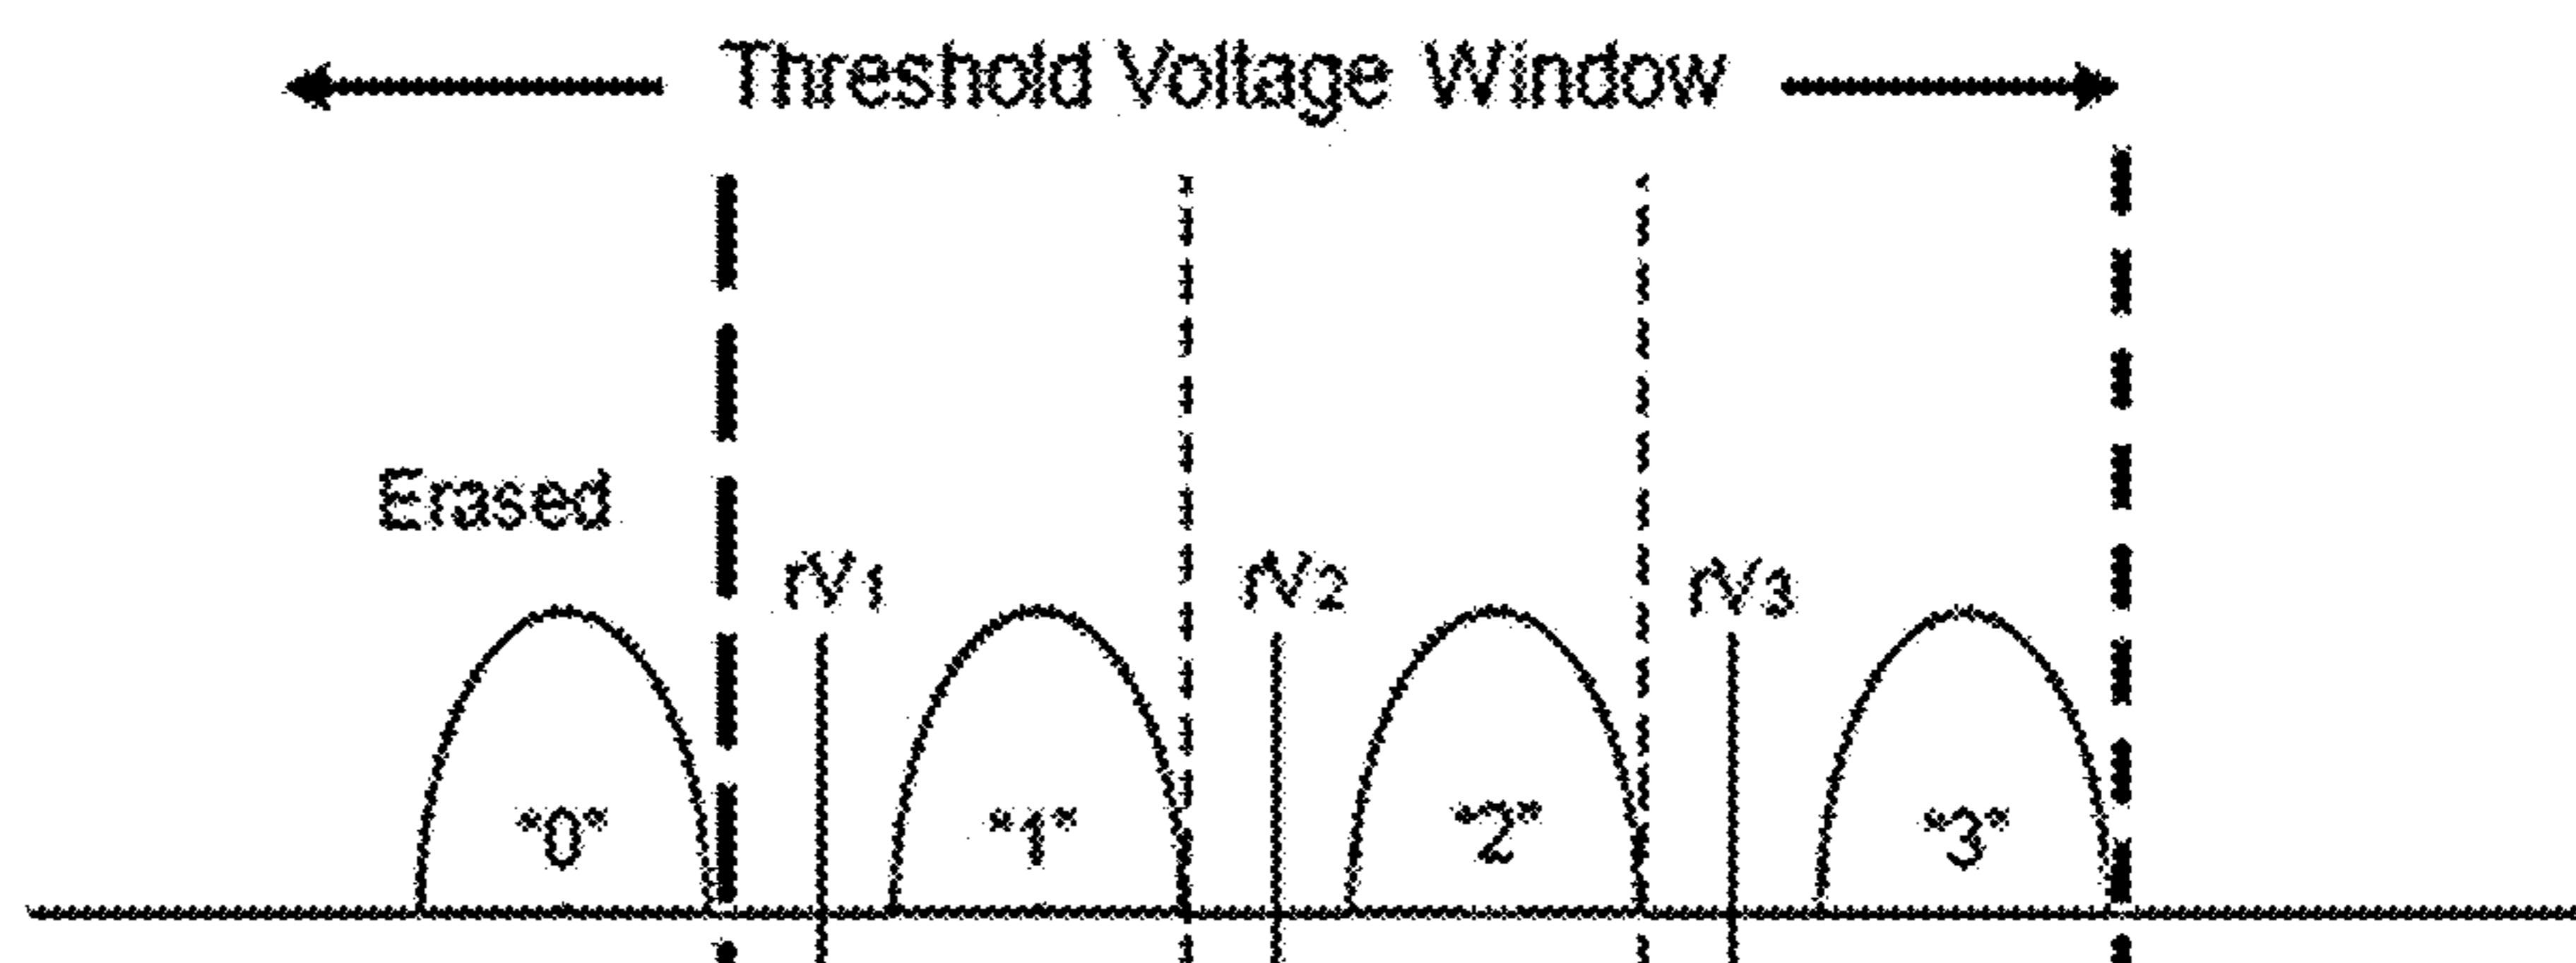 Threshold Voltage Window
Erased
rV1 rV2 rV3
"0" "1" "2" "3"